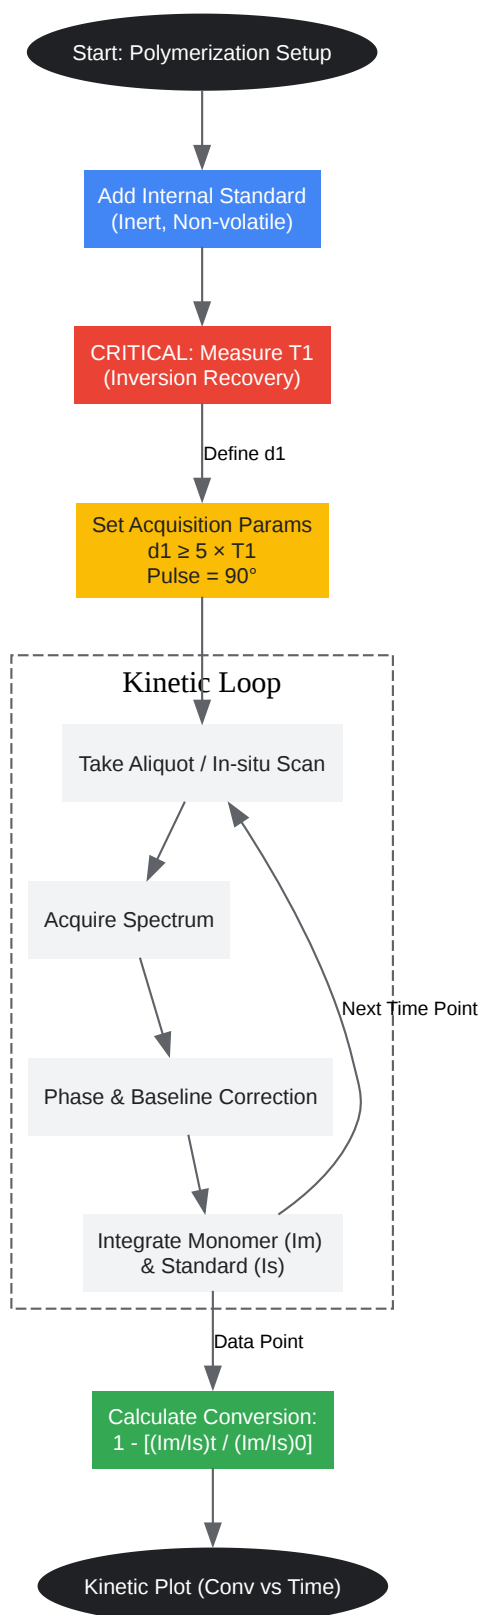 Start: Polymerization Setup
Add Internal Standard
(Inert, Non-volatile)
CRITICAL: Measure T1
(Inversion Recovery)
Define d1
Set Acquisition Params
d1 ≥ 5 × T1
Pulse = 90°
Kinetic Loop
Take Aliquot / In-situ Scan
Acquire Spectrum
Next Time Point
Phase & Baseline Correction
Integrate Monomer (Im)
& Standard (Is)
Data Point
Calculate Conversion:
1 - [(Im/Is)t / (Im/Is)0]
Kinetic Plot (Conv vs Time)